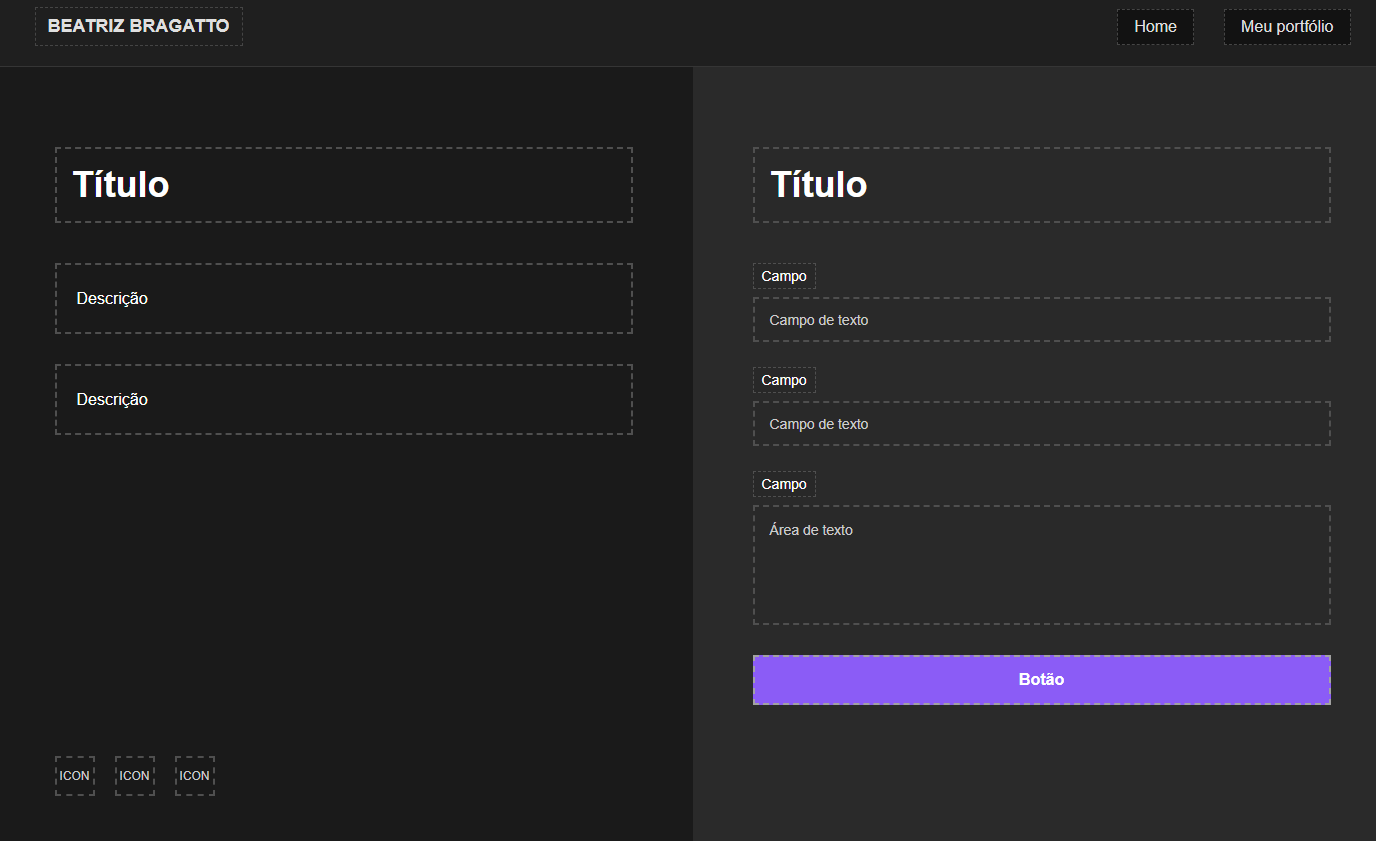 BEATRIZ BRAGATTO
Home
Meu portfólio
Título
Descrição
Descrição
ICON
ICON
ICON
Título
Campo
Campo de texto
Campo
Campo de texto
Campo
Área de texto
Botão